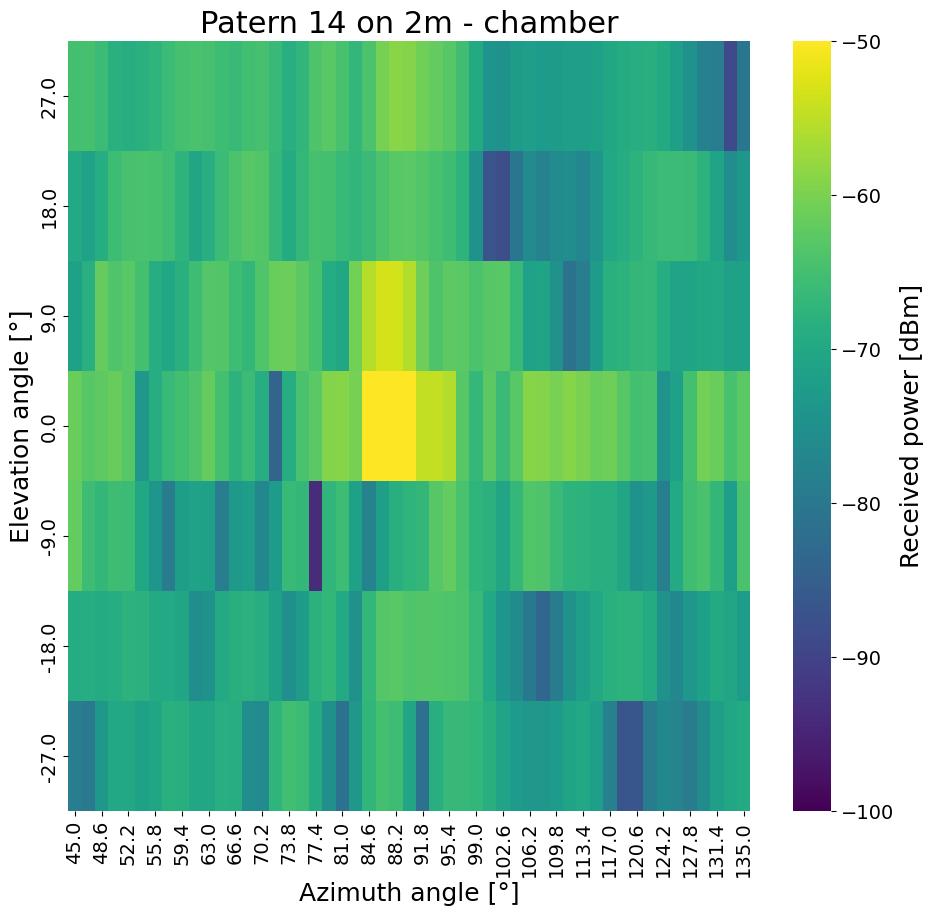 Patern 14 on 2m - chamber
Elevation angle [°]
27.0
18.0
9.0
0.0
-9.0
-18.0
-27.0
45.0 48.6 52.2 55.8 59.4 63.0 66.6 70.2 73.8 77.4 81.0 84.6 88.2 91.8 95.4 99.0 102.6 106.2 109.8 113.4 117.0 120.6 124.2 127.8 131.4 135.0
Azimuth angle [°]
−50
−60
−70
−80
−90
−100
Received power [dBm]